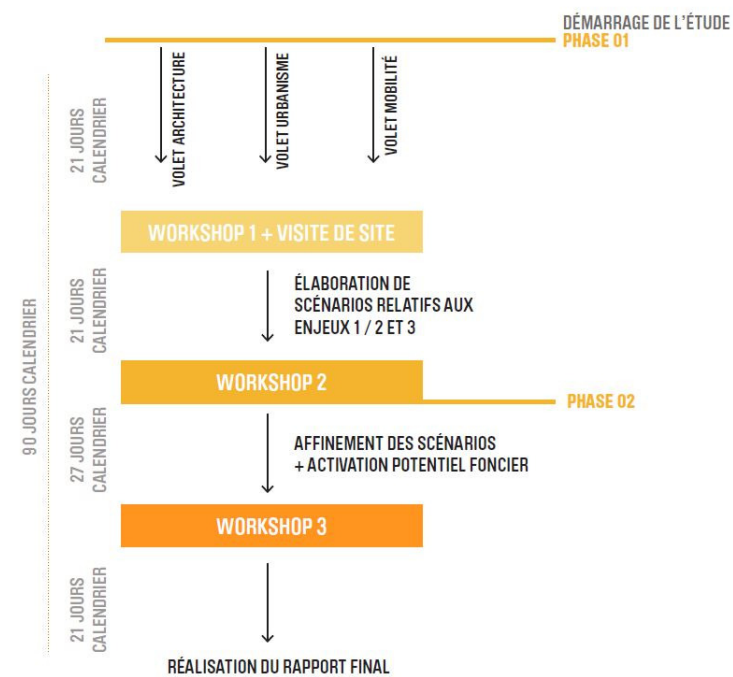 DÉMARRAGE DE L'ÉTUDE
PHASE 01
21 JOURS
CALENDRIER
VOLET ARCHITECTURE
VOLET URBANISME
VOLET MOBILITÉ
WORKSHOP 1 + VISITE DE SITE
90 JOURS CALENDRIER
21 JOURS
CALENDRIER
ÉLABORATION DE
SCÉNARIOS RELATIFS AUX
ENJEUX 1 / 2 ET 3
WORKSHOP 2
PHASE 02
27 JOURS
CALENDRIER
AFFINEMENT DES SCÉNARIOS
+ ACTIVATION POTENTIEL FONCIER
WORKSHOP 3
21 JOURS
CALENDRIER
RÉALISATION DU RAPPORT FINAL